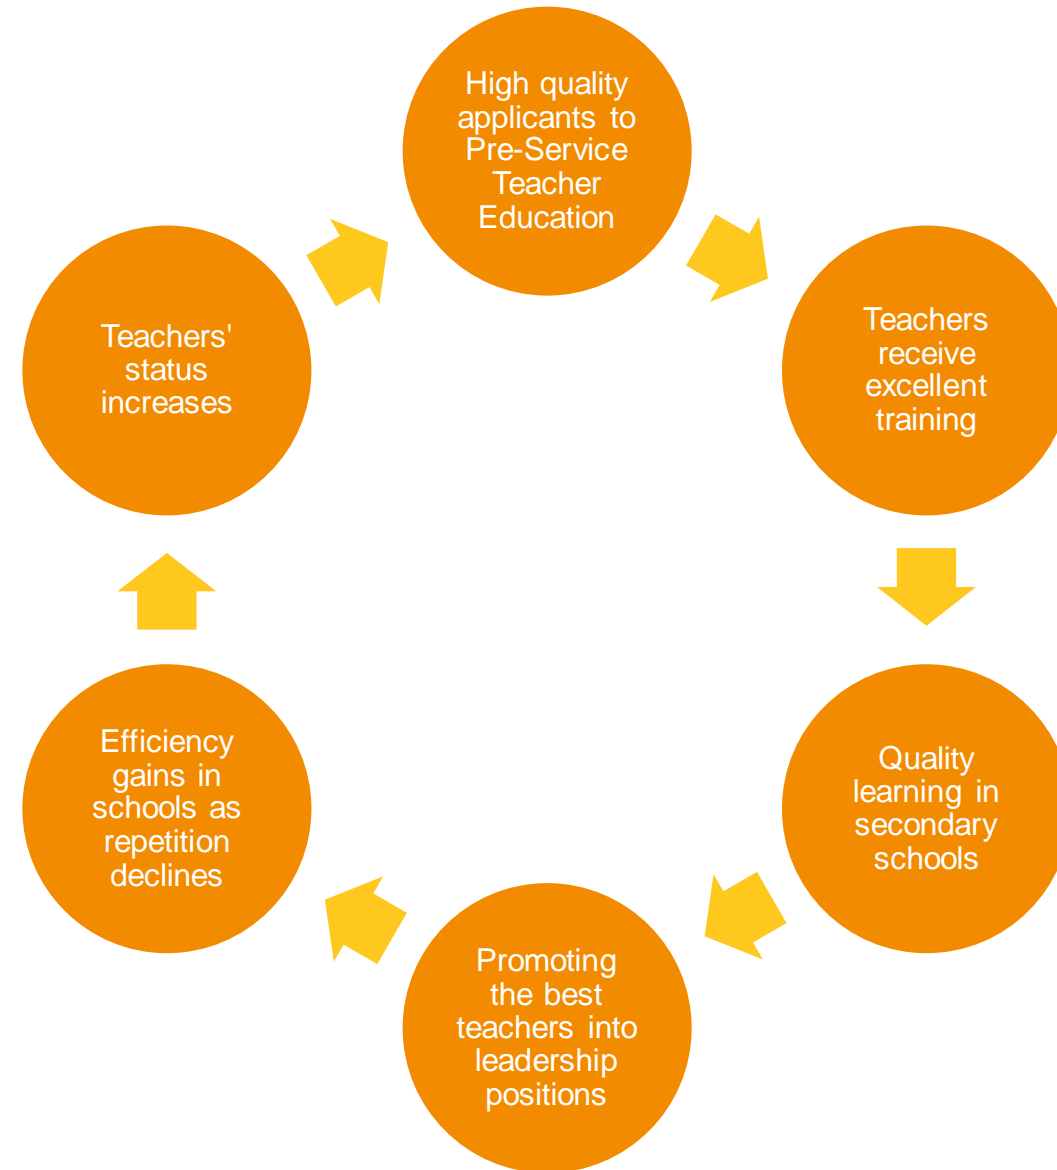 High quality
applicants to
Pre-Service
Teacher
Education
Teachers
receive
excellent
training
Quality
learning in
secondary
schools
Promoting
the best
teachers into
leadership
positions
Efficiency
gains in
schools as
repetition
declines
Teachers'
status
increases